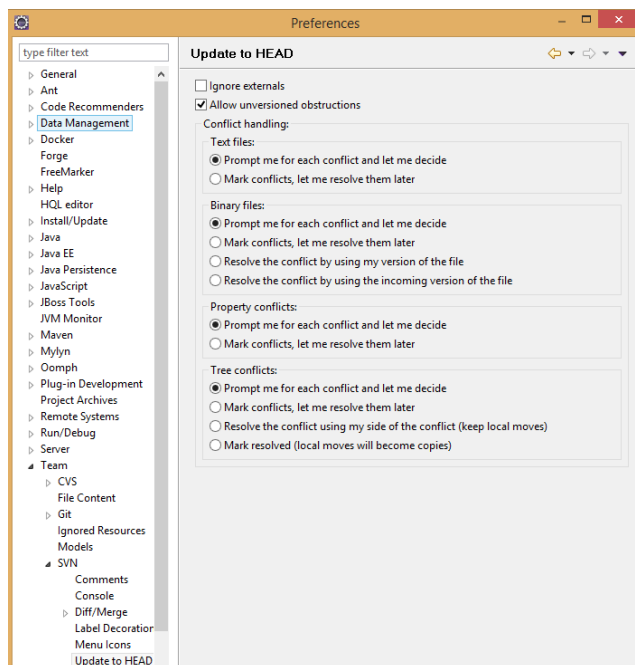 Preferences
type filter text
General
Ant
Code Recommenders
Data Management
Docker
Forge
FreeMarker
Help
HQL editor
Install/Update
Java
Java EE
Java Persistence
JavaScript
JBoss Tools
JVM Monitor
Maven
Mylyn
Oomph
Plug-in Development
Project Archives
Remote Systems
Run/Debug
Server
Team
CVS
File Content
Git
Ignored Resources
Models
SVN
Comments
Console
Diff/Merge
Label Decoration
Menu Icons
Update to HEAD
Update to HEAD
Ignore externals
Allow unversioned obstructions
Conflict handling:
Text files:
Prompt me for each conflict and let me decide
Mark conflicts, let me resolve them later
Binary files:
Prompt me for each conflict and let me decide
Mark conflicts, let me resolve them later
Resolve the conflict by using my version of the file
Resolve the conflict by using the incoming version of the file
Property conflicts:
Prompt me for each conflict and let me decide
Mark conflicts, let me resolve them later
Tree conflicts:
Prompt me for each conflict and let me decide
Mark conflicts, let me resolve them later
Resolve the conflict using my side of the conflict (keep local moves)
Mark resolved (local moves will become copies)